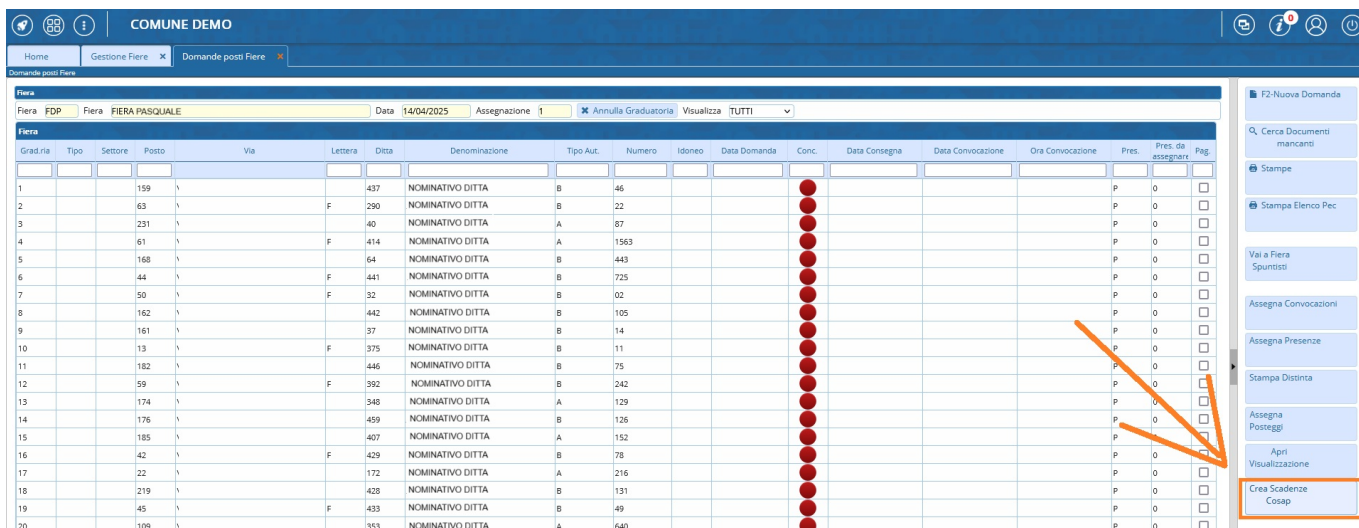 COMUNE DEMO
0
Home Gestione Fiere Domande posti Fiere
Domande posti Fiere
Fiera
Fiera FDP Fiera FIERA PASQUALE Data 14/04/2025 Assegnazione 1 Annulla Graduatoria Visualizza TUTTI
Fiera
Grad.ria Tipo Settore Posto Via Lettera Ditta Denominazione Tipo Aut. Numero Idoneo Data Domanda Conc. Data Consegna Data Convocazione Ora Convocazione Pres. Pres. da assegnare Pag.
1 159 \ 437 NOMINATIVO DITTA B 46 P 0
2 63 \ F 290 NOMINATIVO DITTA B 22 P 0
3 231 \ 40 NOMINATIVO DITTA A 87 P 0
4 61 \ F 414 NOMINATIVO DITTA A 1563 P 0
5 168 \ 64 NOMINATIVO DITTA B 443 P 0
6 44 \ F 441 NOMINATIVO DITTA B 725 P 0
7 50 \ F 32 NOMINATIVO DITTA B 02 P 0
8 162 \ 442 NOMINATIVO DITTA B 105 P 0
9 161 \ 37 NOMINATIVO DITTA B 14 P 0
10 13 \ F 375 NOMINATIVO DITTA B 11 P 0
11 182 \ 446 NOMINATIVO DITTA B 75 P 0
12 59 \ F 392 NOMINATIVO DITTA B 242 P 0
13 174 \ 348 NOMINATIVO DITTA A 129 P 0
14 176 \ 459 NOMINATIVO DITTA B 126 P 0
15 185 \ 407 NOMINATIVO DITTA A 152 P
16 42 \ F 429 NOMINATIVO DITTA B 78 P 0
17 22 \ 172 NOMINATIVO DITTA A 216 P 0
18 219 \ 428 NOMINATIVO DITTA B 131 P 0
19 45 \ F 433 NOMINATIVO DITTA B 49 P 0
20 109 \ 353 NOMINATIVO DITTA A 640 P 0
F2-Nuova Domanda
Cerca Documenti
mancanti
Stampe
Stampa Elenco Pec
Vai a Fiera
Spuntisti
Assegna Convocazioni
Assegna Presenze
Stampa Distinta
Assegna
Posteggi
Apri
Visualizzazione
Crea Scadenze
Cosap